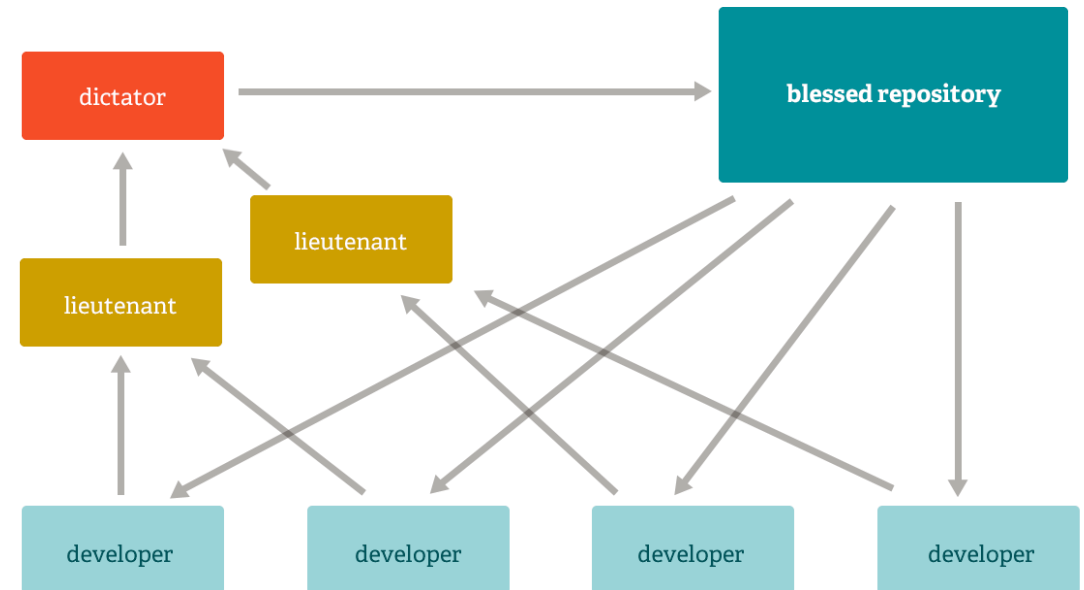 dictator
blessed repository
lieutenant
lieutenant
developer
developer
developer
developer